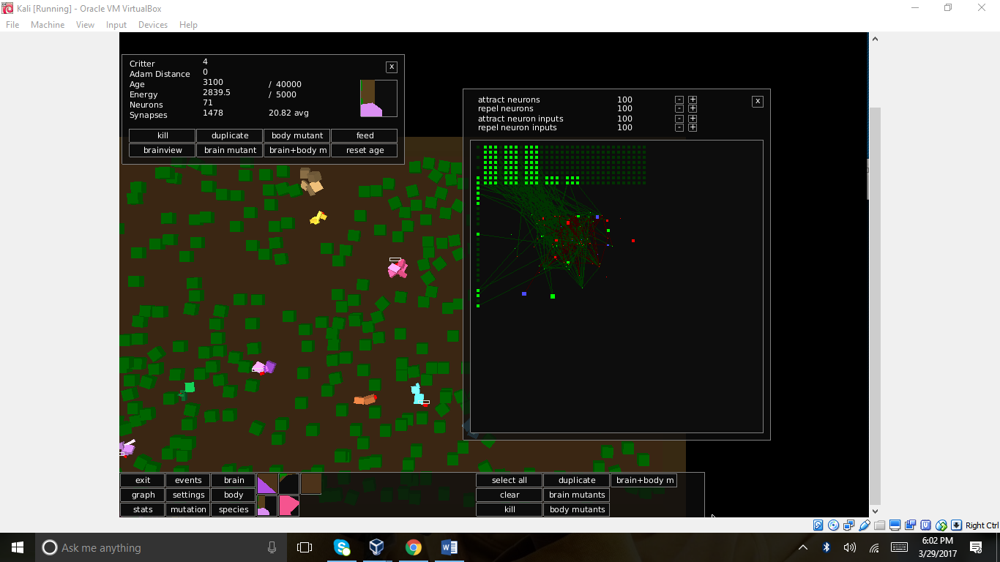 Kali [Running] - Oracle VM VirtualBox
File Machine View Input Devices Help
Critter 4
Adam Distance 0
Age 3100 / 40000
Energy 2839.5 / 5000
Neurons 71
Synapses 1478 20.82 avg
x
kill duplicate body mutant feed
brainview brain mutant brain+body m reset age
attract neurons 100 - +
repel neurons 100 - +
attract neuron inputs 100 - +
repel neuron inputs 100 - +
x
exit events brain
graph settings body
stats mutation species
select all duplicate brain+body m
clear brain mutants
kill body mutants
Right Ctrl
Ask me anything
6:02 PM
3/29/2017